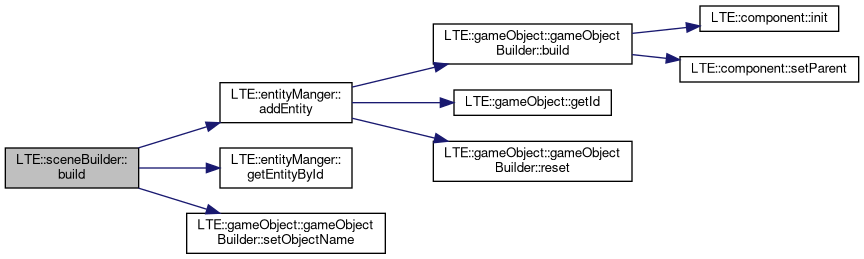 LTE::sceneBuilder::
build
LTE::entityManger::
addEntity
LTE::gameObject::gameObject
Builder::build
LTE::component::init
LTE::component::setParent
LTE::gameObject::getId
LTE::gameObject::gameObject
Builder::reset
LTE::entityManger::
getEntityById
LTE::gameObject::gameObject
Builder::setObjectName